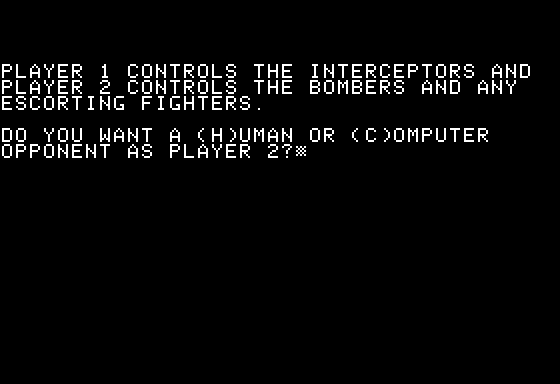 PLAYER 1 CONTROLS THE INTERCEPTORS AND
PLAYER 2 CONTROLS THE BOMBERS AND ANY
ESCORTING FIGHTERS.
DO YOU WANT A (H)UMAN OR (C)OMPUTER
OPPONENT AS PLAYER 2?